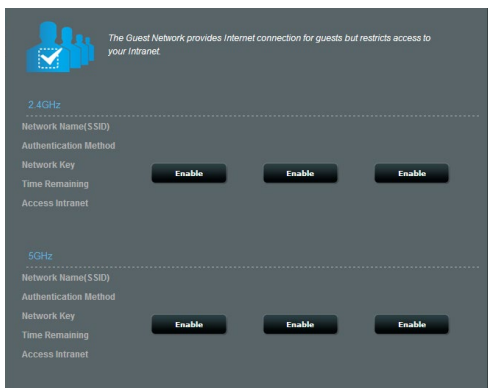 The Guest Network provides Internet connection for guests but restricts access to
your Intranet.
2.4GHz
Network Name(SSID)
Authentication Method
Network Key
Time Remaining
Access Intranet
Enable Enable Enable
5GHz
Network Name(SSID)
Authentication Method
Network Key
Time Remaining
Access Intranet
Enable Enable Enable